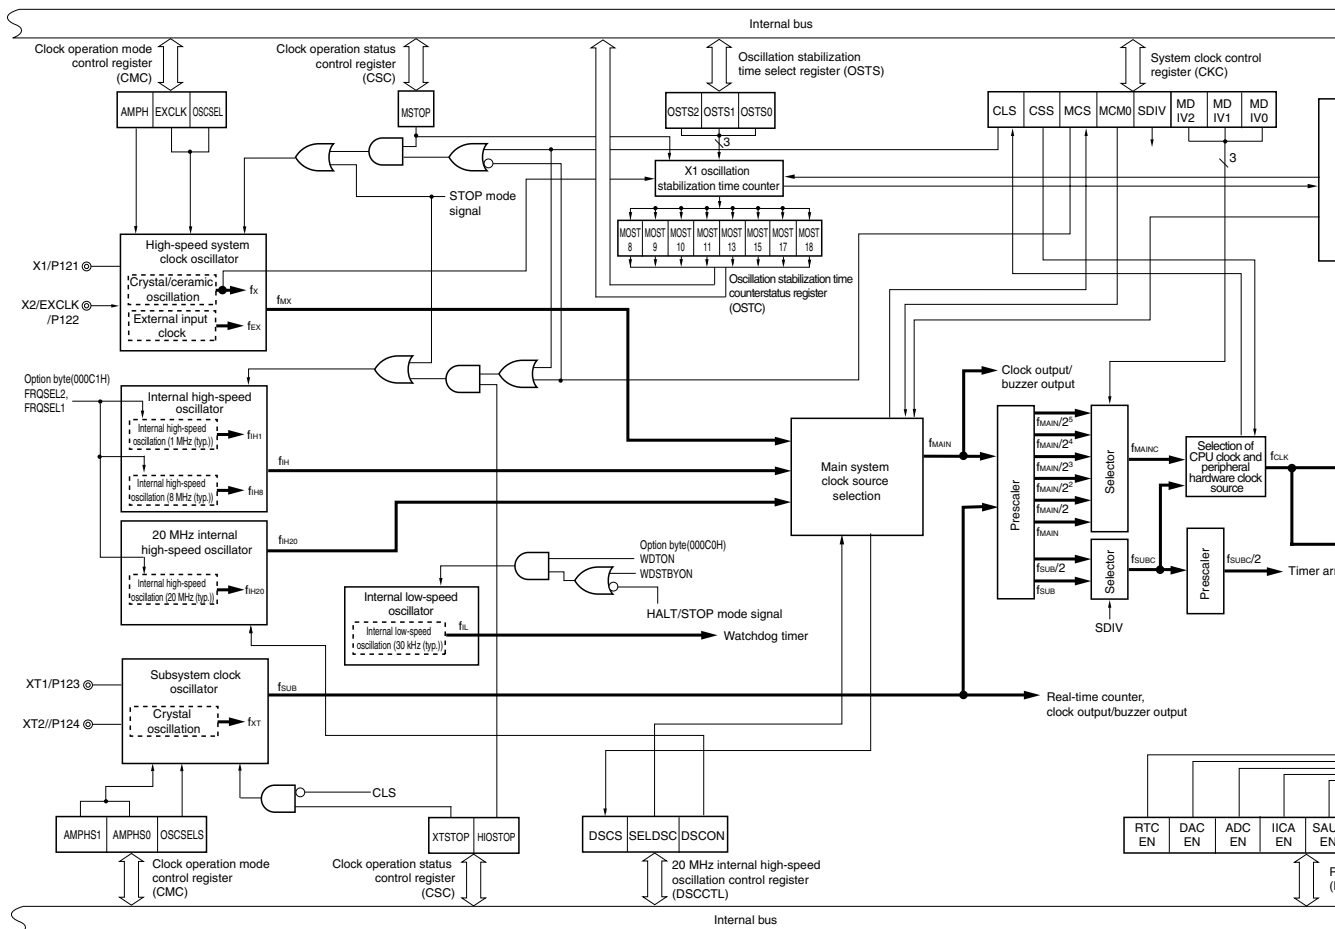 Internal bus
Clock operation mode
control register
(CMC)
Clock operation status
control register
(CSC)
Oscillation stabilization
time select register (OSTS)
System clock control
register (CKC)
AMPH EXCLK OSCSEL
MSTOP
OSTS2 OSTS1 OSTS0
CLS CSS MCS MCM0 SDIV MD IV2 MD IV1 MD IV0
3
3
X1 oscillation
stabilization time counter
STOP mode
signal
MOST 8 MOST 9 MOST 10 MOST 11 MOST 13 MOST 15 MOST 17 MOST 18
Oscillation stabilization time
counterstatus register
(OSTC)
High-speed system
clock oscillator
X1/P121
Crystal/ceramic
oscillation
fX
X2/EXCLK
/P122
External input
clock
fEX
fMX
Option byte(000C1H)
FRQSEL2,
FRQSEL1
Internal high-speed
oscillator
Internal high-speed
oscillation (1 MHz (typ.))
fIH1
Internal high-speed
oscillation (8 MHz (typ.))
fIH8
fIH
20 MHz internal
high-speed oscillator
Internal high-speed
oscillation (20 MHz (typ.))
fIH20
fIH20
Main system
clock source
selection
fMAIN
Clock output/
buzzer output
Prescaler
fMAIN/2⁵
fMAIN/2⁴
fMAIN/2³
fMAIN/2²
fMAIN/2
fMAIN
Selector
fMAINC
Selection of
CPU clock and
peripheral
hardware clock
source
fCLK
fSUB/2
fSUB
Selector
SDIV
fSUBC
Prescaler
fSUBC/2
Timer arr
Option byte(000C0H)
WDTON
WDSTBYON
HALT/STOP mode signal
Internal low-speed
oscillator
Internal low-speed
oscillation (30 kHz (typ.))
fIL
Watchdog timer
XT1/P123
XT2//P124
Subsystem clock
oscillator
Crystal
oscillation
fXT
fSUB
Real-time counter,
clock output/buzzer output
CLS
AMPHS1 AMPHS0 OSCSELS
XTSTOP HIOSTOP
DSCS SELDSC DSCON
RTC EN DAC EN ADC EN IICA EN SAU EN
Clock operation mode
control register
(CMC)
Clock operation status
control register
(CSC)
20 MHz internal high-speed
oscillation control register
(DSCCTL)
Internal bus